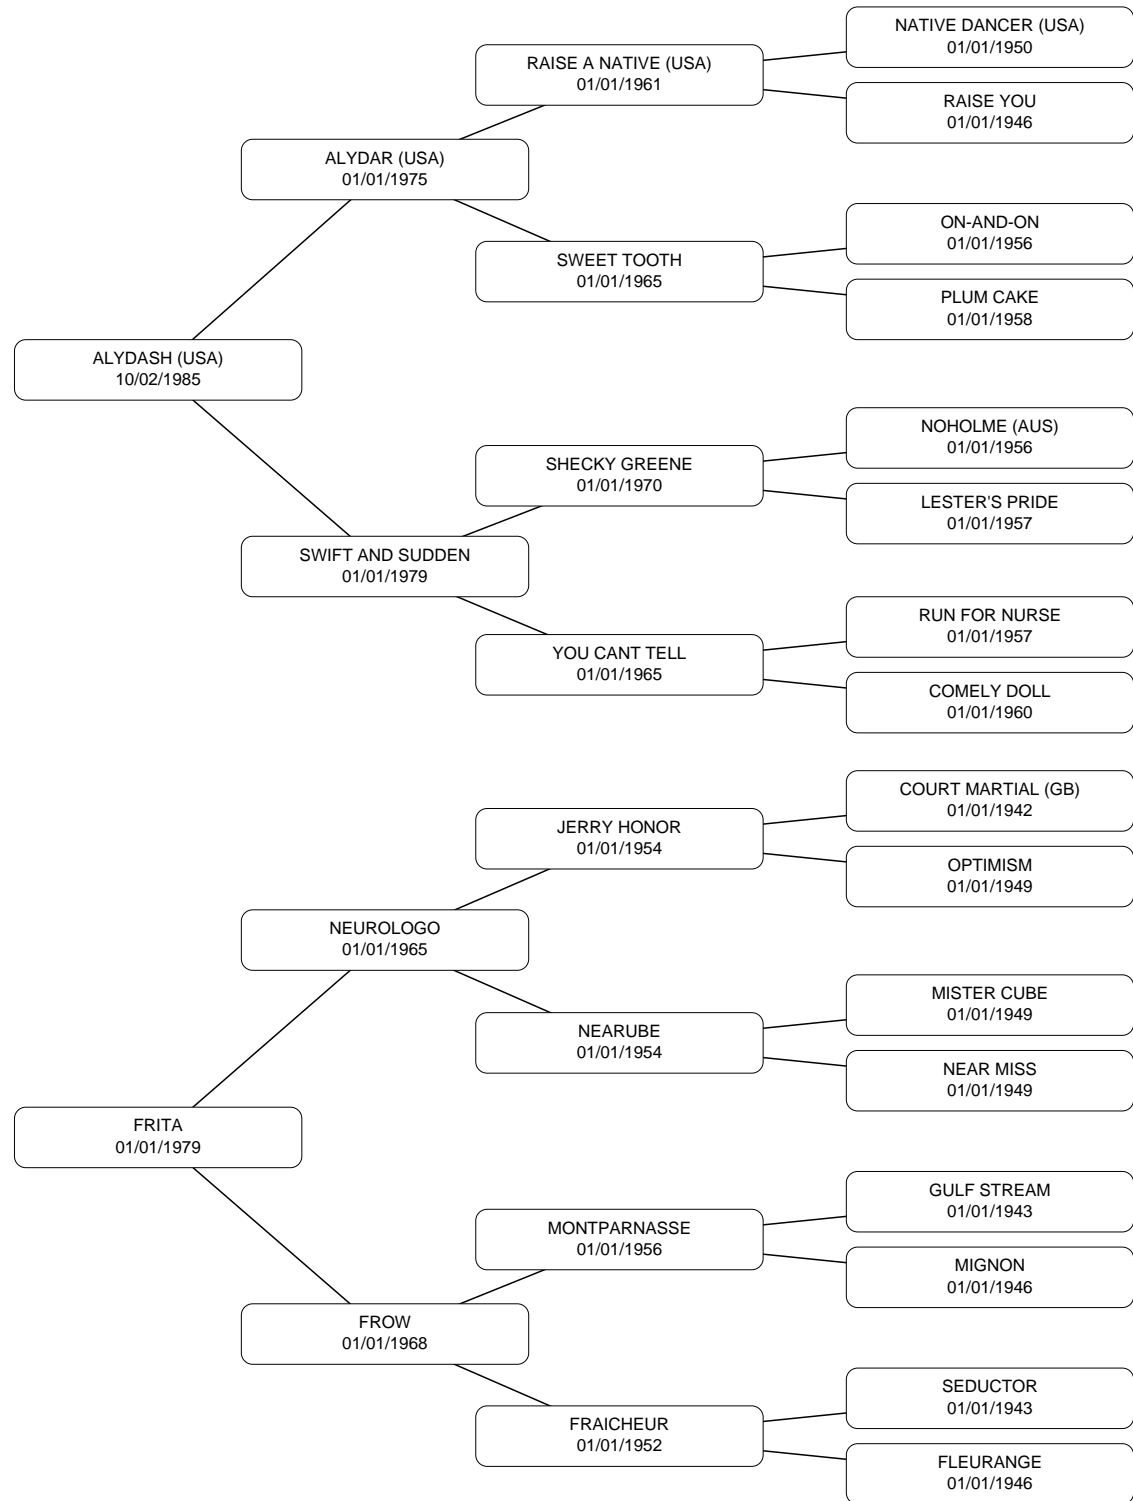 NATIVE DANCER (USA)
01/01/1950
RAISE A NATIVE (USA)
01/01/1961
RAISE YOU
01/01/1946
ALYDAR (USA)
01/01/1975
ON-AND-ON
01/01/1956
SWEET TOOTH
01/01/1965
PLUM CAKE
01/01/1958
ALYDASH (USA)
10/02/1985
NOHOLME (AUS)
01/01/1956
SHECKY GREENE
01/01/1970
LESTER'S PRIDE
01/01/1957
SWIFT AND SUDDEN
01/01/1979
RUN FOR NURSE
01/01/1957
YOU CANT TELL
01/01/1965
COMELY DOLL
01/01/1960
COURT MARTIAL (GB)
01/01/1942
JERRY HONOR
01/01/1954
OPTIMISM
01/01/1949
NEUROLOGO
01/01/1965
MISTER CUBE
01/01/1949
NEARUBE
01/01/1954
NEAR MISS
01/01/1949
FRITA
01/01/1979
GULF STREAM
01/01/1943
MONTPARNASSE
01/01/1956
MIGNON
01/01/1946
FROW
01/01/1968
SEDUCTOR
01/01/1943
FRAICHEUR
01/01/1952
FLEURANGE
01/01/1946